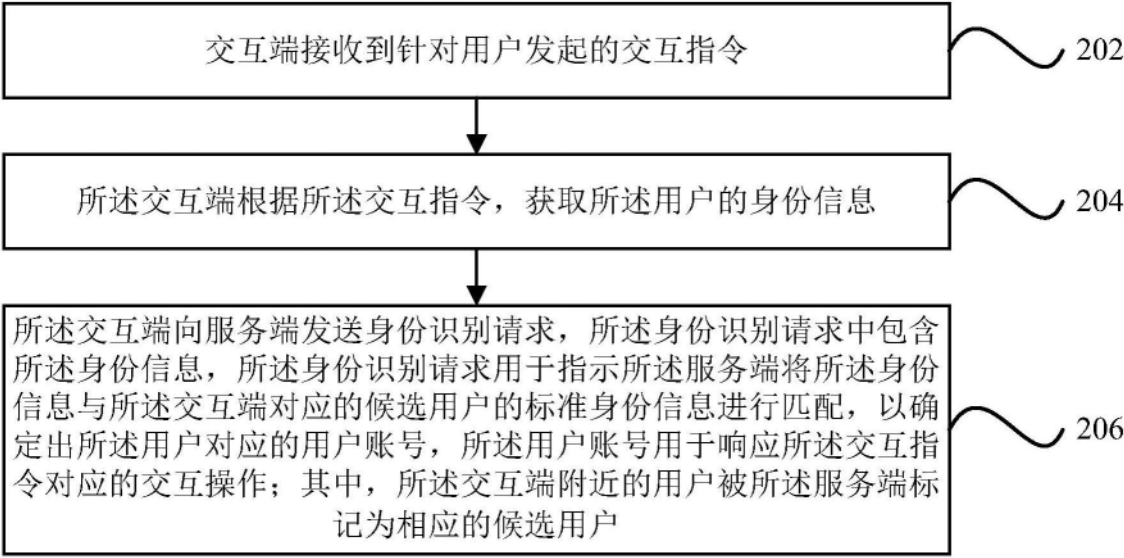 交互端接收到针对用户发起的交互指令
202
所述交互端根据所述交互指令，获取所述用户的身份信息
204
所述交互端向服务端发送身份识别请求，所述身份识别请求中包含
所述身份信息，所述身份识别请求用于指示所述服务端将所述身份
信息与所述交互端对应的候选用户的标准身份信息进行匹配，以确
定出所述用户对应的用户账号，所述用户账号用于响应所述交互指
令对应的交互操作；其中，所述交互端附近的用户被所述服务端标
记为相应的候选用户
206